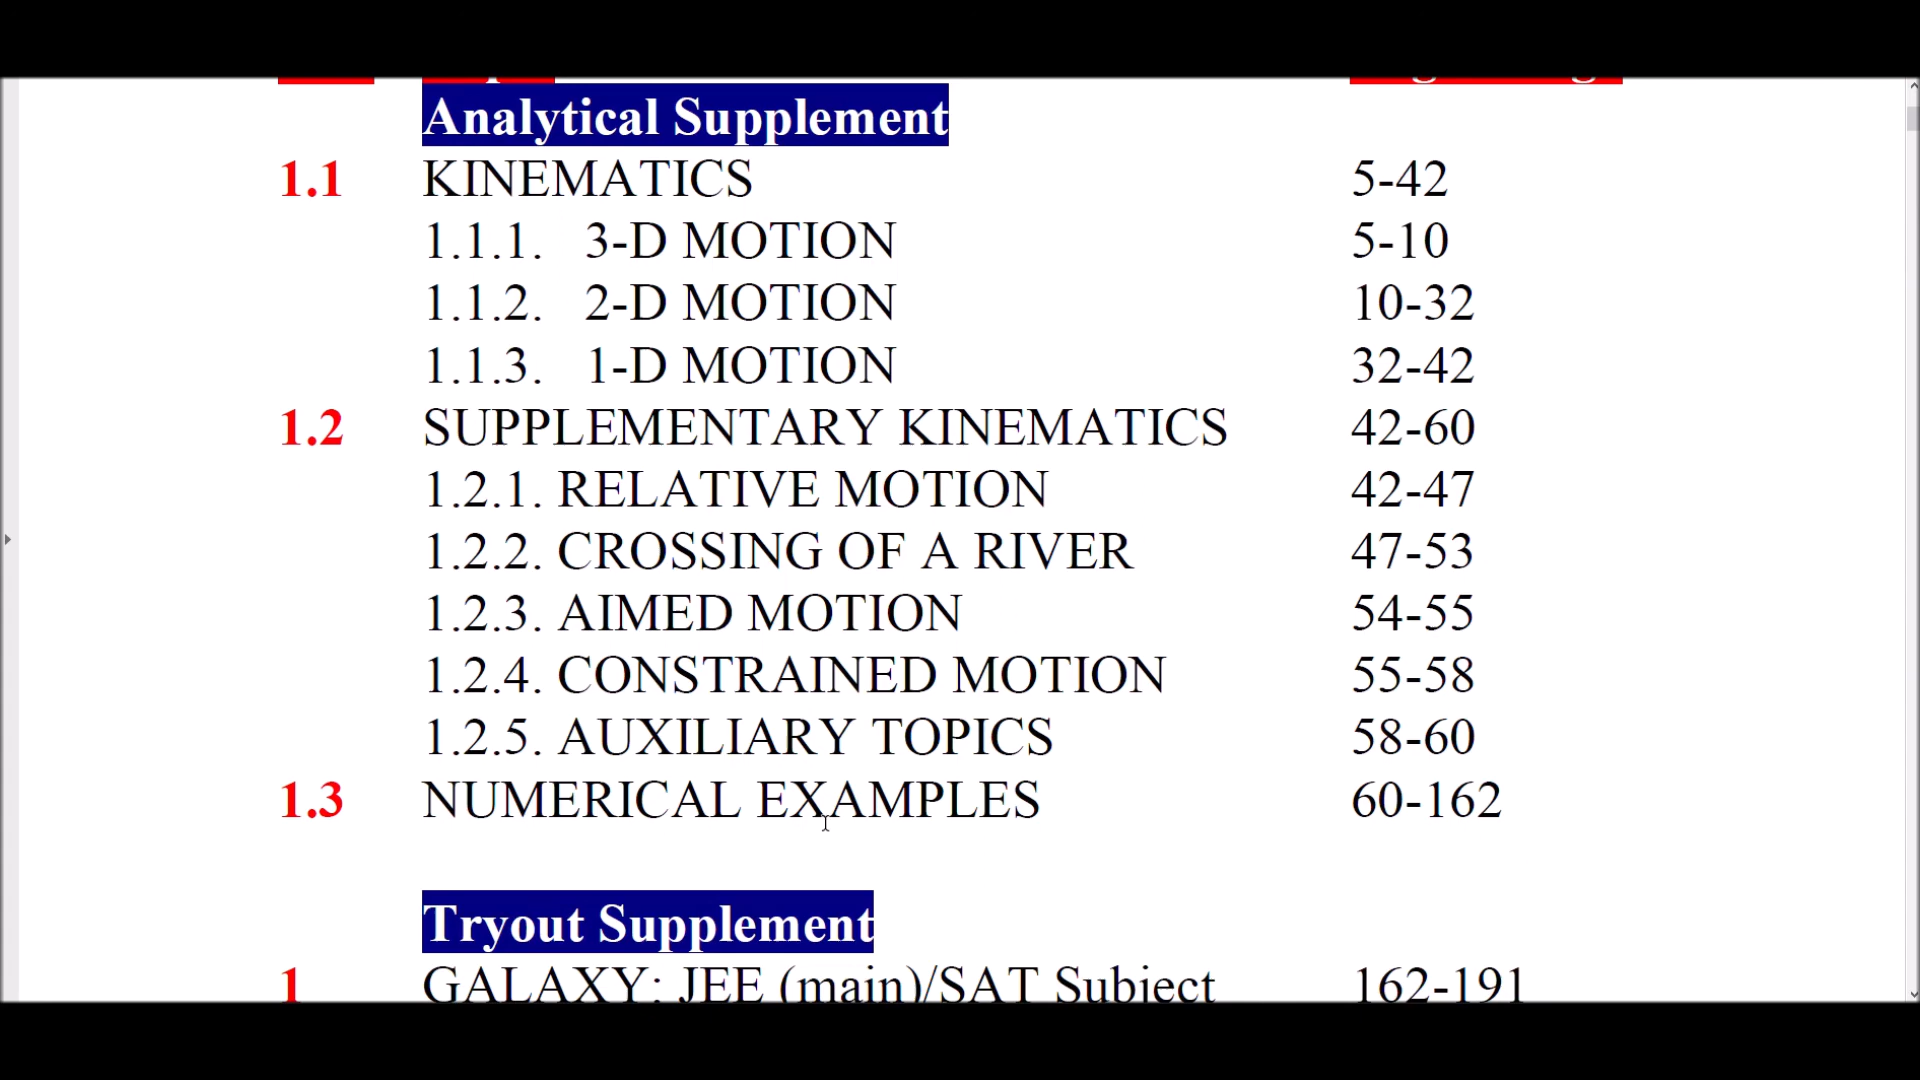 Analytical Supplement
1.1 KINEMATICS 5-42
1.1.1. 3-D MOTION 5-10
1.1.2. 2-D MOTION 10-32
1.1.3. 1-D MOTION 32-42
1.2 SUPPLEMENTARY KINEMATICS 42-60
1.2.1. RELATIVE MOTION 42-47
1.2.2. CROSSING OF A RIVER 47-53
1.2.3. AIMED MOTION 54-55
1.2.4. CONSTRAINED MOTION 55-58
1.2.5. AUXILIARY TOPICS 58-60
1.3 NUMERICAL EXAMPLES 60-162
Tryout Supplement
1 GALAXY: JEE (main)/SAT Subject 162-191